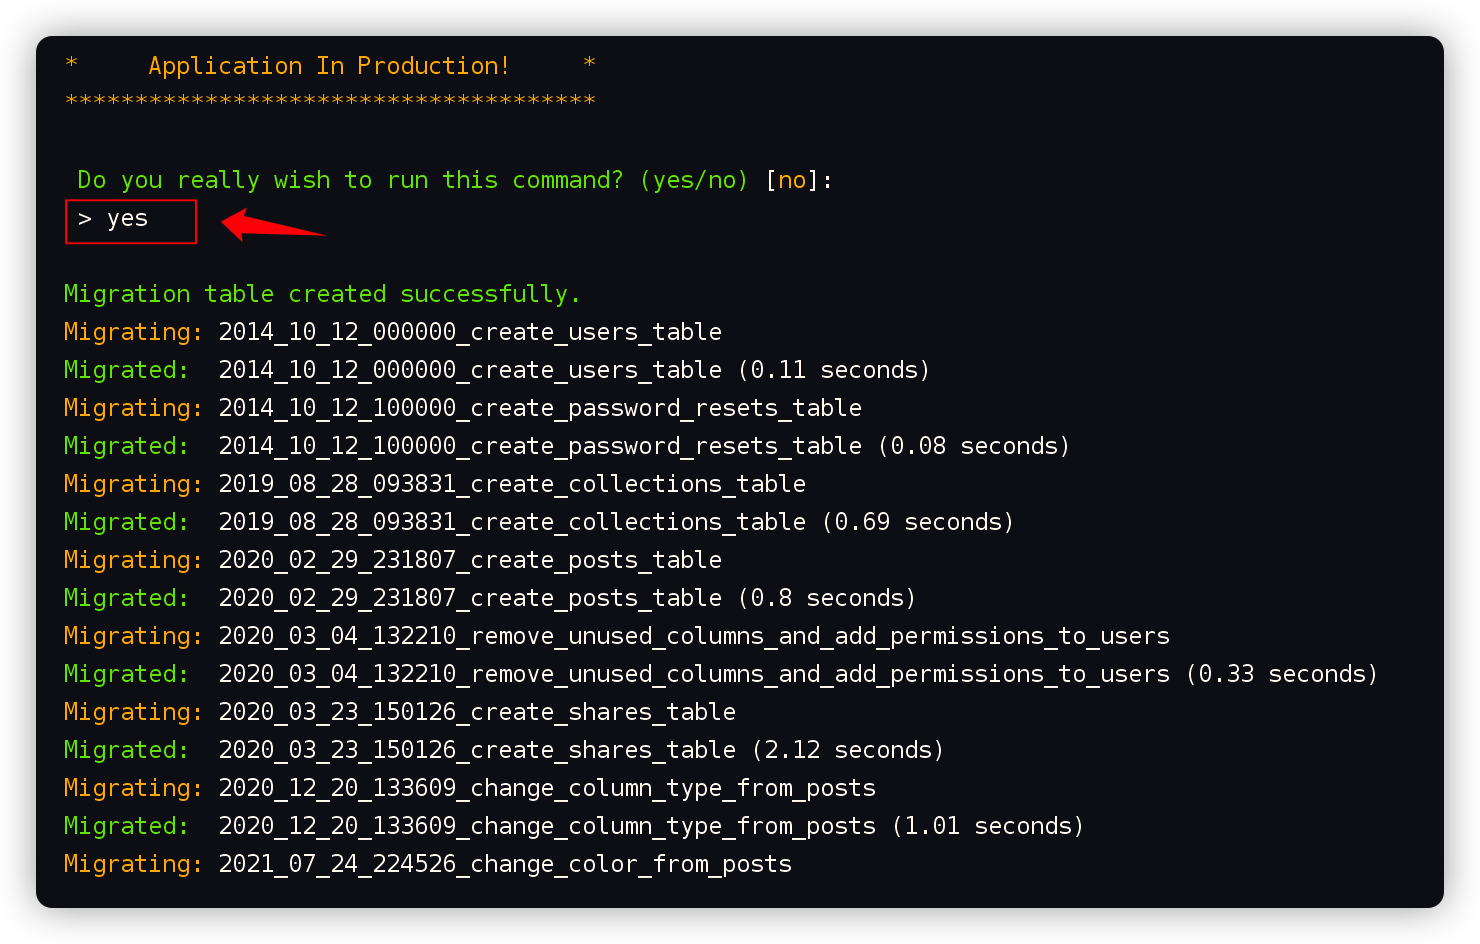 *     Application In Production!     *
**************************************
Do you really wish to run this command? (yes/no) [no]:
> yes
Migration table created successfully.
Migrating: 2014_10_12_000000_create_users_table
Migrated:  2014_10_12_000000_create_users_table (0.11 seconds)
Migrating: 2014_10_12_100000_create_password_resets_table
Migrated:  2014_10_12_100000_create_password_resets_table (0.08 seconds)
Migrating: 2019_08_28_093831_create_collections_table
Migrated:  2019_08_28_093831_create_collections_table (0.69 seconds)
Migrating: 2020_02_29_231807_create_posts_table
Migrated:  2020_02_29_231807_create_posts_table (0.8 seconds)
Migrating: 2020_03_04_132210_remove_unused_columns_and_add_permissions_to_users
Migrated:  2020_03_04_132210_remove_unused_columns_and_add_permissions_to_users (0.33 seconds)
Migrating: 2020_03_23_150126_create_shares_table
Migrated:  2020_03_23_150126_create_shares_table (2.12 seconds)
Migrating: 2020_12_20_133609_change_column_type_from_posts
Migrated:  2020_12_20_133609_change_column_type_from_posts (1.01 seconds)
Migrating: 2021_07_24_224526_change_color_from_posts